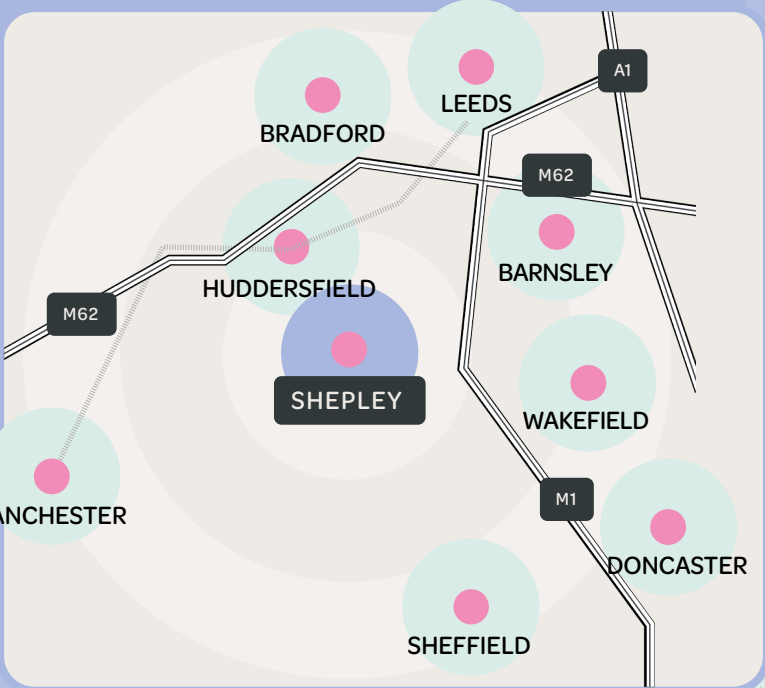 A1
LEEDS
BRADFORD
M62
BARNSLEY
HUDDERSFIELD
M62
SHEPLEY
WAKEFIELD
M1
ANCHESTER
DONCASTER
SHEFFIELD